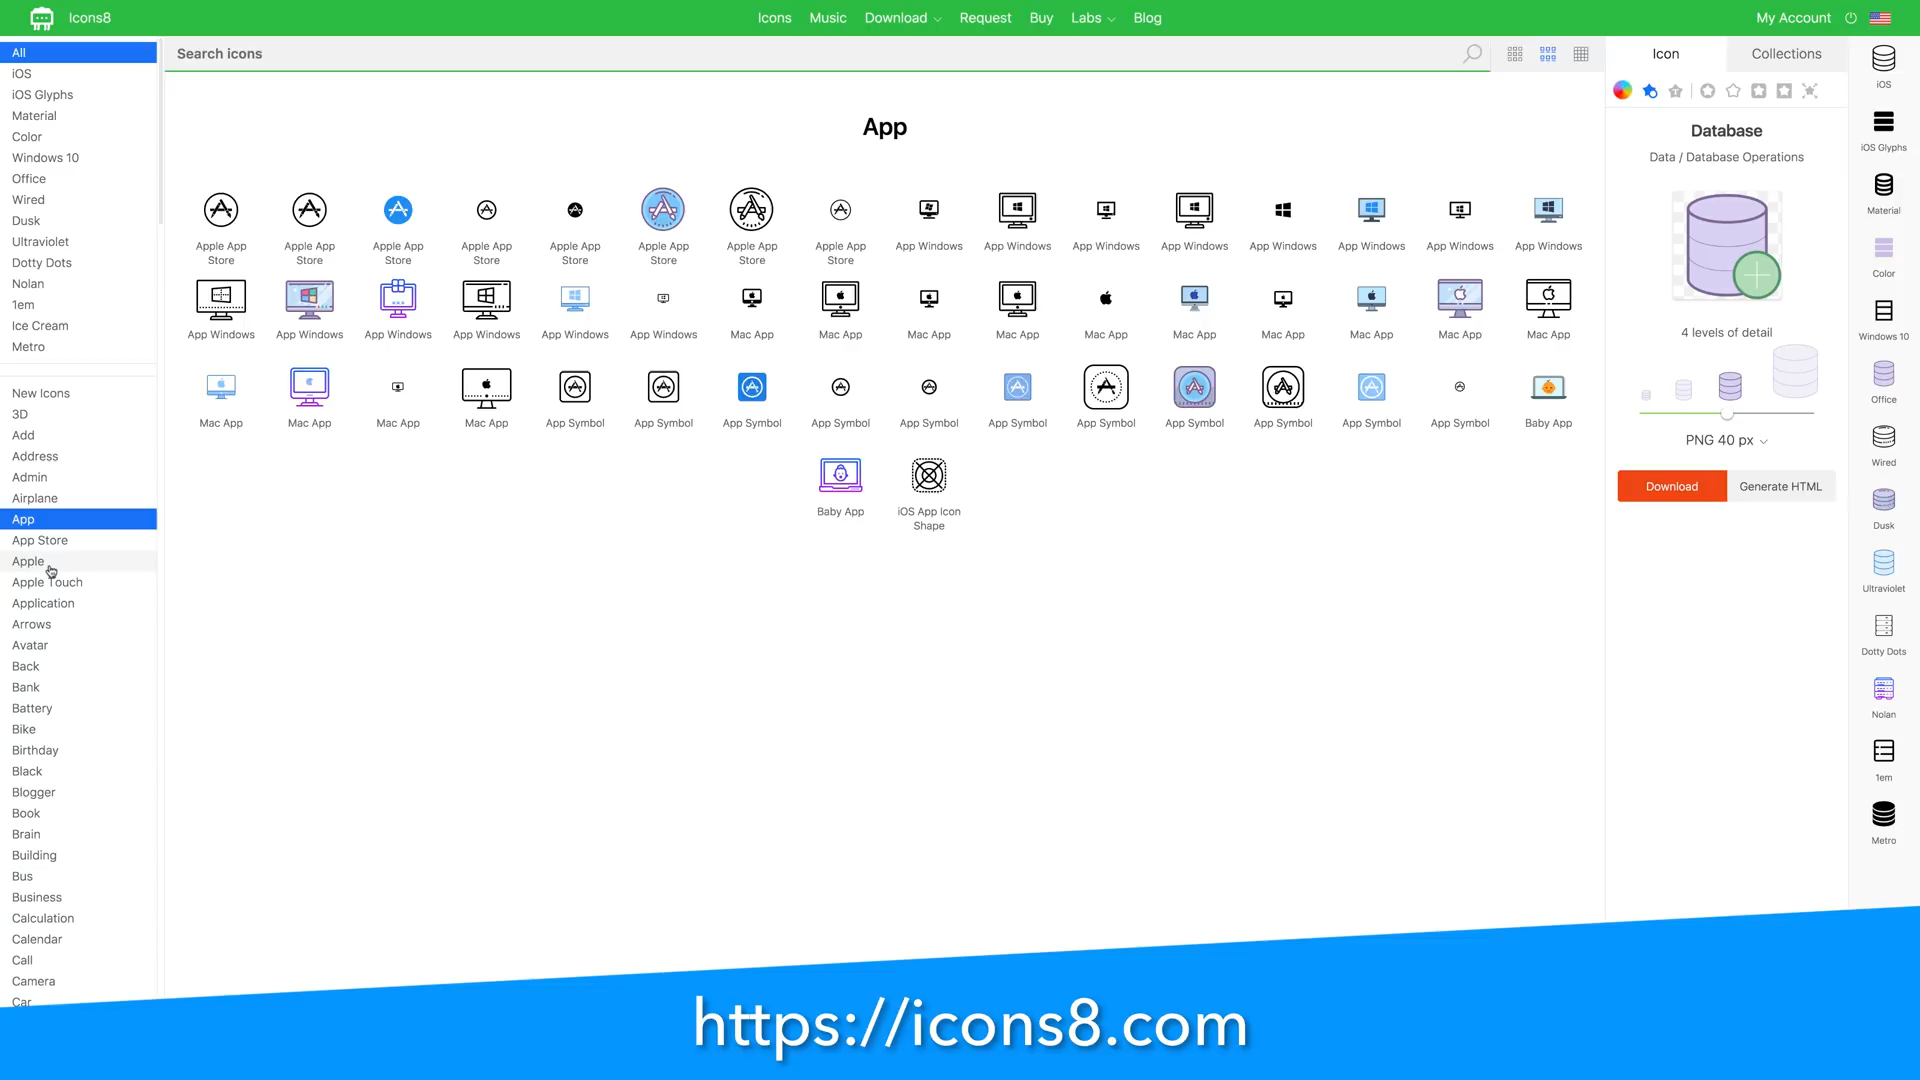 Icons8
Icons Music Download Request Buy Labs Blog
My Account
All
iOS
iOS Glyphs
Material
Color
Windows 10
Office
Wired
Dusk
Ultraviolet
Dotty Dots
Nolan
1em
Ice Cream
Metro
New Icons
3D
Add
Address
Admin
Airplane
App
App Store
Apple
Apple Touch
Application
Arrows
Avatar
Back
Bank
Battery
Bike
Birthday
Black
Blogger
Book
Brain
Building
Bus
Business
Calculation
Calendar
Call
Camera
Car
Search icons
App
Apple App Store
Apple App Store
Apple App Store
Apple App Store
Apple App Store
Apple App Store
Apple App Store
Apple App Store
App Windows
App Windows
App Windows
App Windows
App Windows
App Windows
App Windows
App Windows
App Windows
App Windows
App Windows
App Windows
App Windows
App Windows
Mac App
Mac App
Mac App
Mac App
Mac App
Mac App
Mac App
Mac App
Mac App
Mac App
Mac App
Mac App
Mac App
Mac App
App Symbol
App Symbol
App Symbol
App Symbol
App Symbol
App Symbol
App Symbol
App Symbol
App Symbol
App Symbol
App Symbol
Baby App
Baby App
iOS App Icon Shape
Icon
Collections
Database
Data / Database Operations
4 levels of detail
PNG 40 px
Download
Generate HTML
iOS
iOS Glyphs
Material
Color
Windows 10
Office
Wired
Dusk
Ultraviolet
Dotty Dots
Nolan
1em
Metro
https://icons8.com